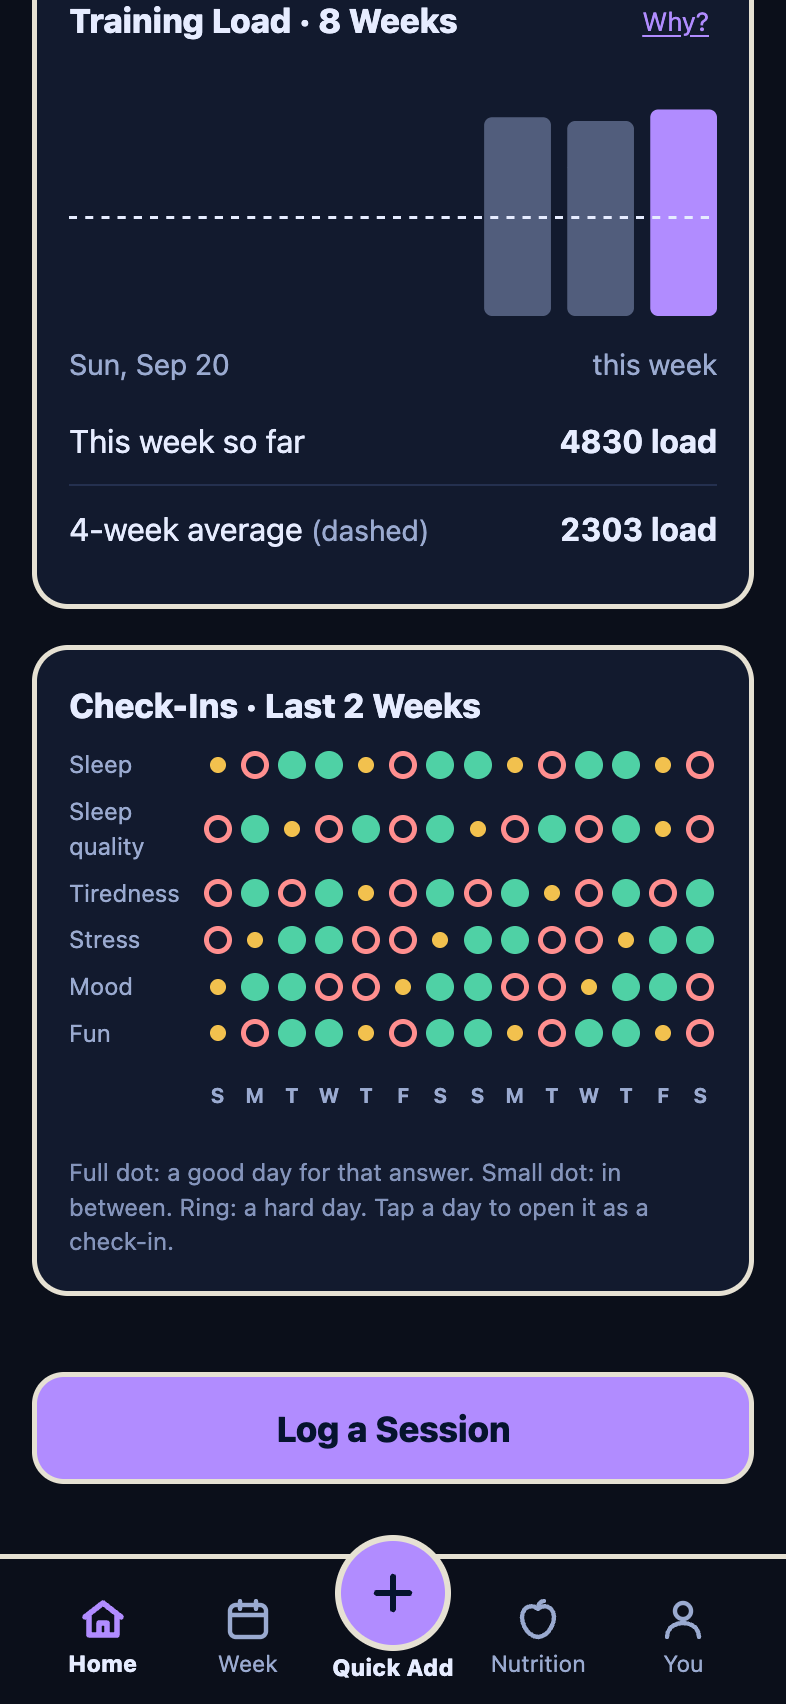 Training Load · 8 Weeks
Why?
Sun, Sep 20
this week
This week so far
4830 load
4-week average (dashed)
2303 load
Check-Ins · Last 2 Weeks
Sleep
Sleep
quality
Tiredness
Stress
Mood
Fun
S M T W T F S S M T W T F S
Full dot: a good day for that answer. Small dot: in
between. Ring: a hard day. Tap a day to open it as a
check-in.
Log a Session
Home
Week
Quick Add
Nutrition
You